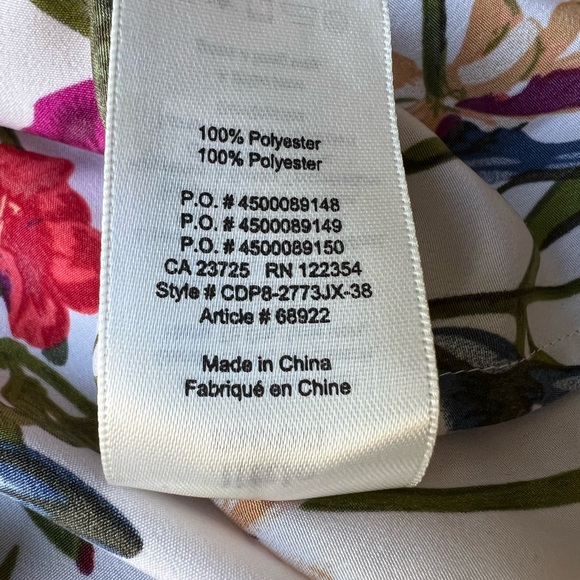 100% Polyester
100% Polyester
P.O. # 4500089148
P.O. # 4500089149
P.O. # 4500089150
CA 23725 RN 122354
Style # CDP8-2773JX-38
Article # 68922
Made in China
Fabriqué en Chine